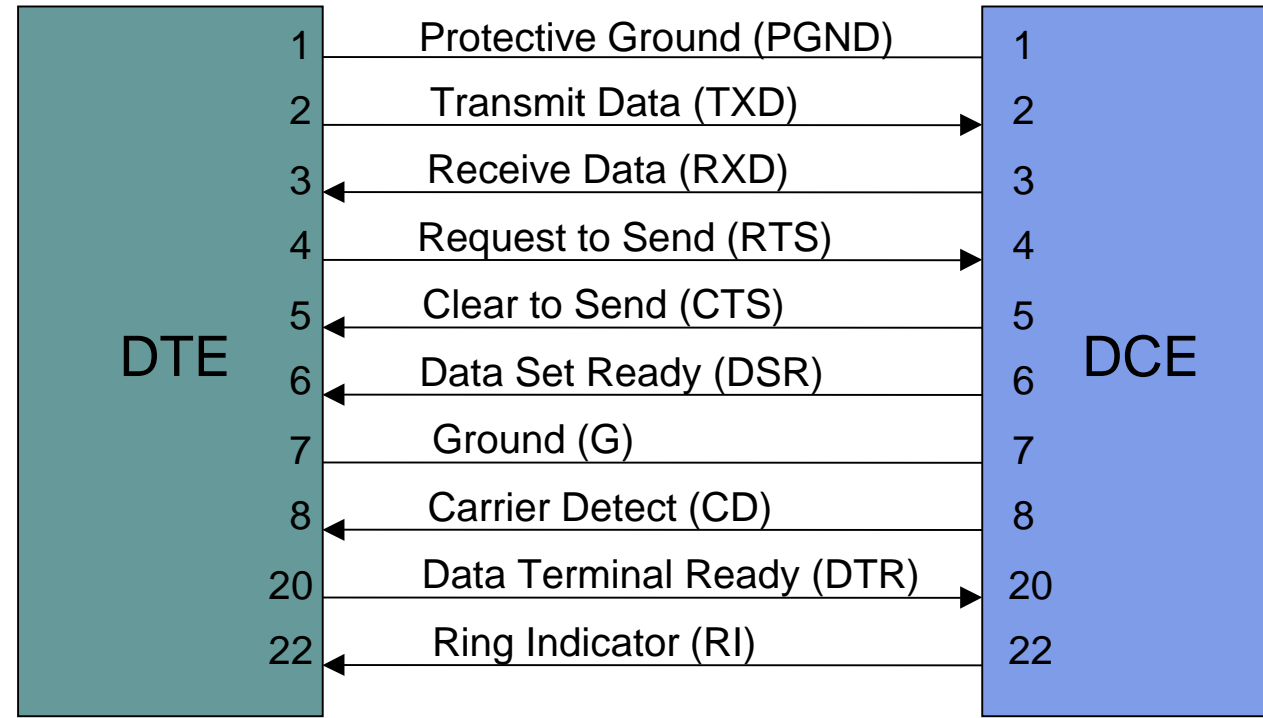 1 Protective Ground (PGND) 1
2 Transmit Data (TXD) 2
3 Receive Data (RXD) 3
4 Request to Send (RTS) 4
5 Clear to Send (CTS) 5
DTE
DCE
6 Data Set Ready (DSR) 6
7 Ground (G) 7
8 Carrier Detect (CD) 8
20 Data Terminal Ready (DTR) 20
22 Ring Indicator (RI) 22